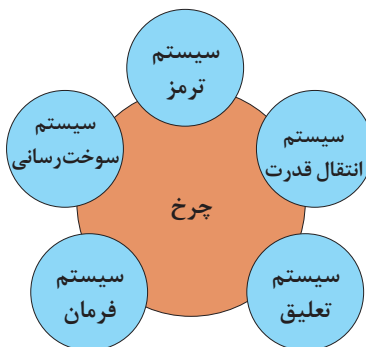 سیستم
ترمز
سیستم
انتقال قدرت
سیستم
سوخت‌رسانی
چرخ
سیستم
تعلیق
سیستم
فرمان